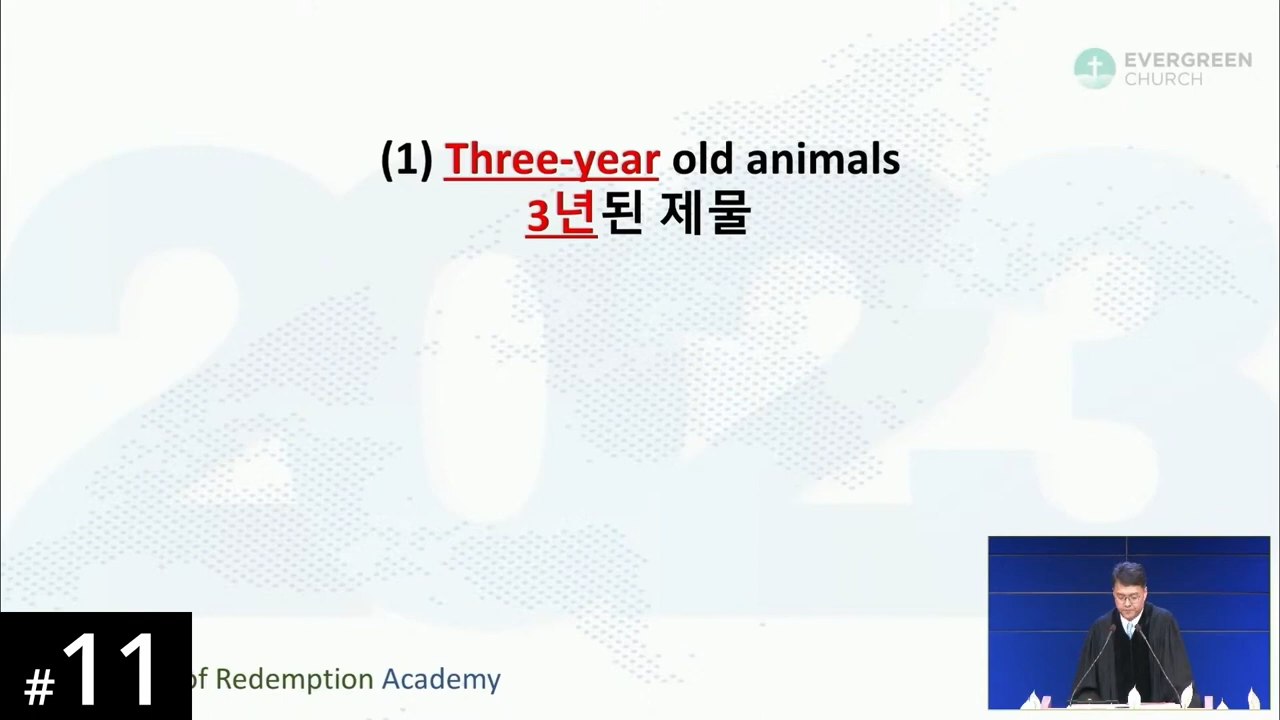 EVERGREEN
CHURCH
(1) Three-year old animals
3년된 제물
#11
of Redemption Academy